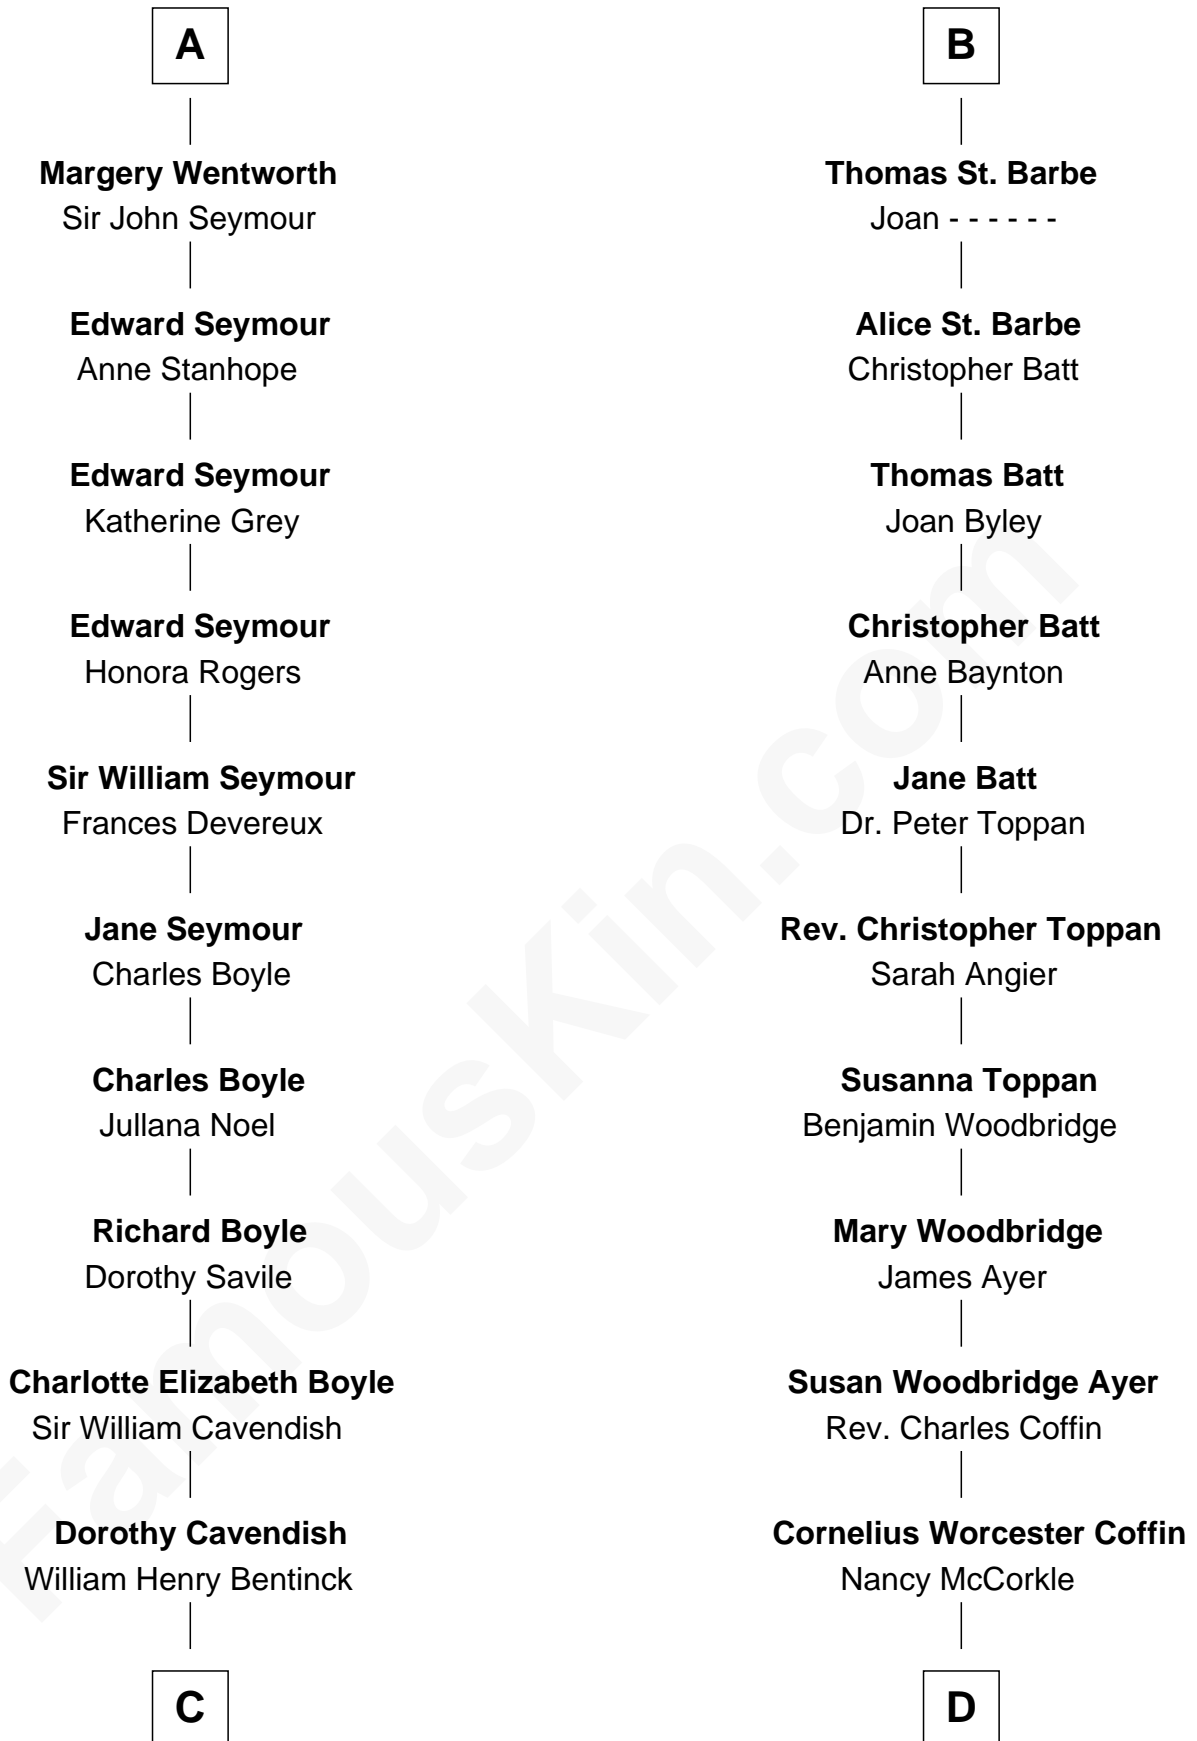 A
Margery Wentworth
Sir John Seymour
Edward Seymour
Anne Stanhope
Edward Seymour
Katherine Grey
Edward Seymour
Honora Rogers
Sir William Seymour
Frances Devereux
Jane Seymour
Charles Boyle
Charles Boyle
Jullana Noel
Richard Boyle
Dorothy Savile
Charlotte Elizabeth Boyle
Sir William Cavendish
Dorothy Cavendish
William Henry Bentinck
C
B
Thomas St. Barbe
Joan - - - - - -
Alice St. Barbe
Christopher Batt
Thomas Batt
Joan Byley
Christopher Batt
Anne Baynton
Jane Batt
Dr. Peter Toppan
Rev. Christopher Toppan
Sarah Angier
Susanna Toppan
Benjamin Woodbridge
Mary Woodbridge
James Ayer
Susan Woodbridge Ayer
Rev. Charles Coffin
Cornelius Worcester Coffin
Nancy McCorkle
D
FamousKin.com